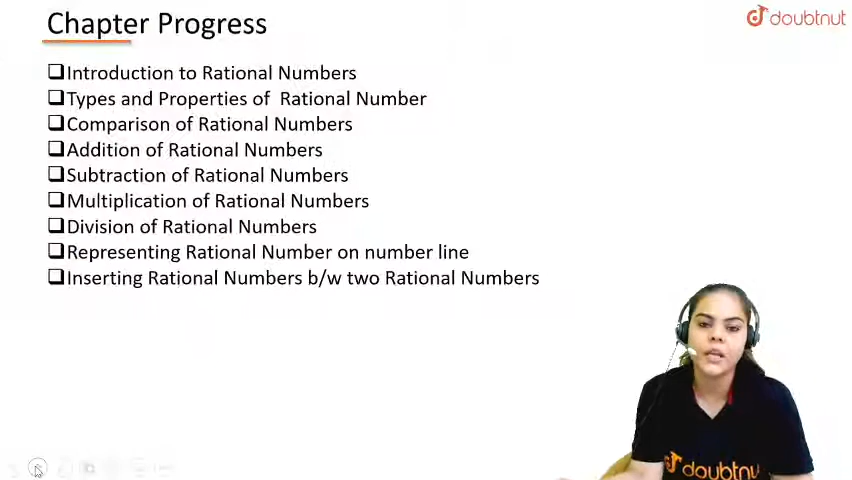 Chapter Progress
doubtnut
Introduction to Rational Numbers
Types and Properties of Rational Number
Comparison of Rational Numbers
Addition of Rational Numbers
Subtraction of Rational Numbers
Multiplication of Rational Numbers
Division of Rational Numbers
Representing Rational Number on number line
Inserting Rational Numbers b/w two Rational Numbers
doubtnut